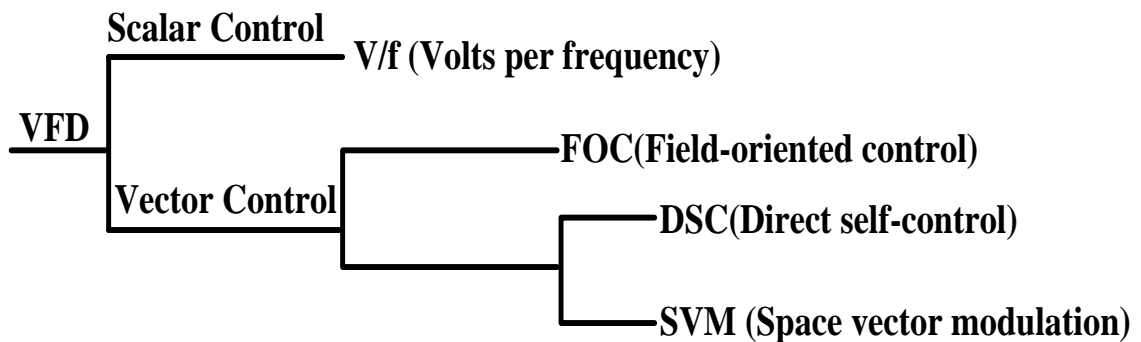 Scalar Control
V/f (Volts per frequency)
VFD
FOC(Field-oriented control)
Vector Control
DSC(Direct self-control)
SVM (Space vector modulation)